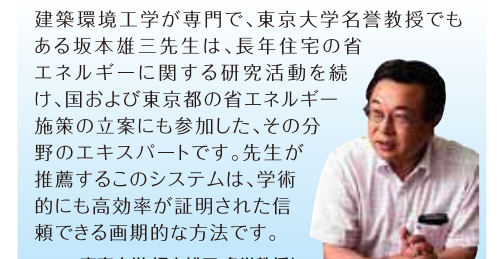 建築環境工学が専門で、東京大学名誉教授でも
ある坂本雄三先生は、長年住宅の省
エネルギーに関する研究活動を続
け、国および東京都の省エネルギー
施策の立案にも参加した、その分
野のエキスパートです。先生が
推薦するこのシステムは、学術
的にも高効率が証明された信
頼できる画期的な方法です。